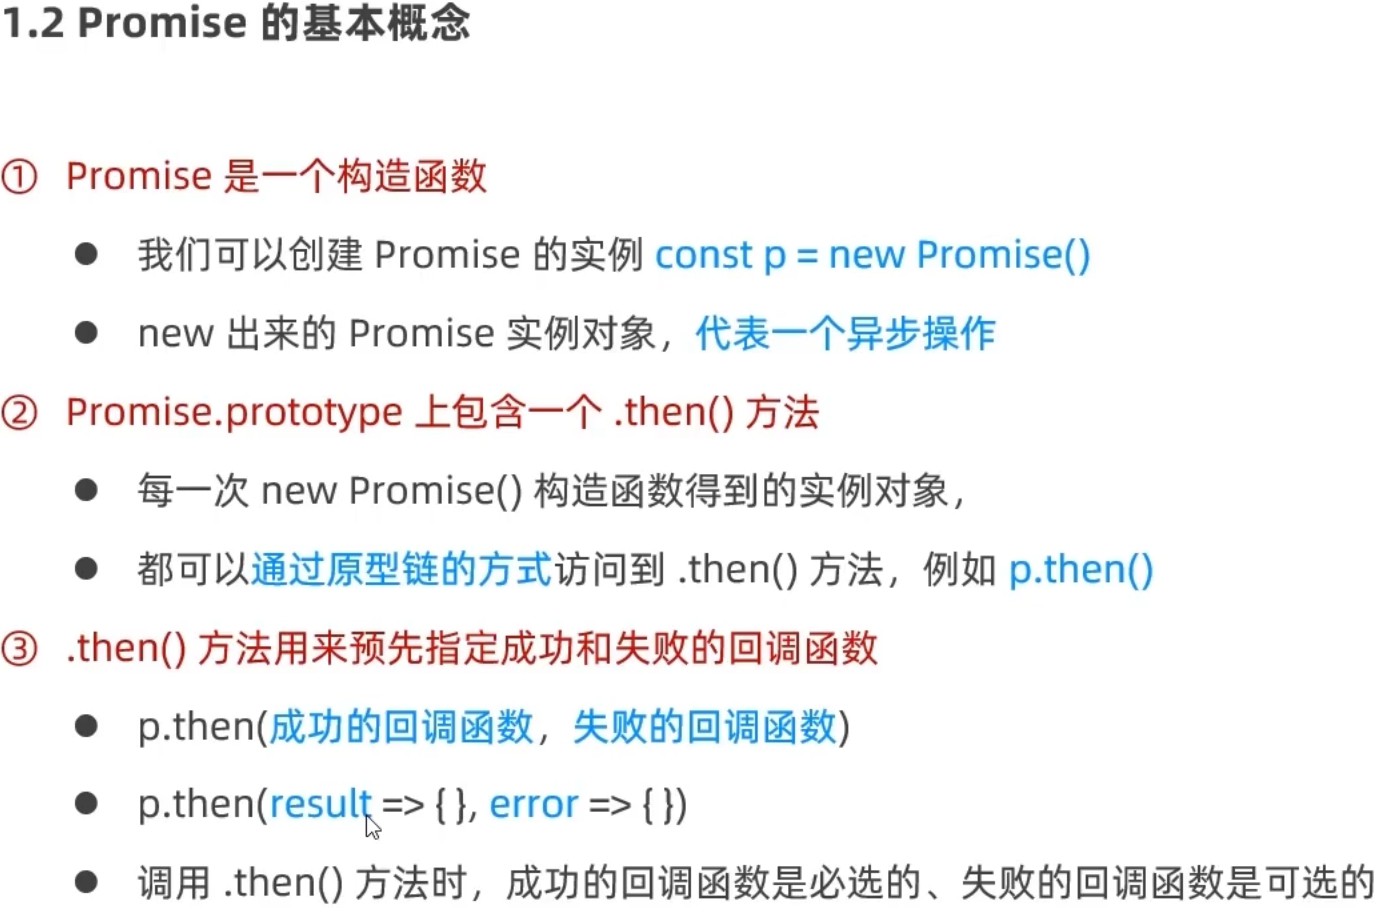 1.2 Promise 的基本概念
① Promise 是一个构造函数
● 我们可以创建 Promise 的实例 const p = new Promise()
● new 出来的 Promise 实例对象，代表一个异步操作
② Promise.prototype 上包含一个 .then() 方法
● 每一次 new Promise() 构造函数得到的实例对象，
● 都可以通过原型链的方式访问到 .then() 方法，例如 p.then()
③ .then() 方法用来预先指定成功和失败的回调函数
● p.then(成功的回调函数，失败的回调函数)
● p.then(result => { }, error => { })
● 调用 .then() 方法时，成功的回调函数是必选的、失败的回调函数是可选的